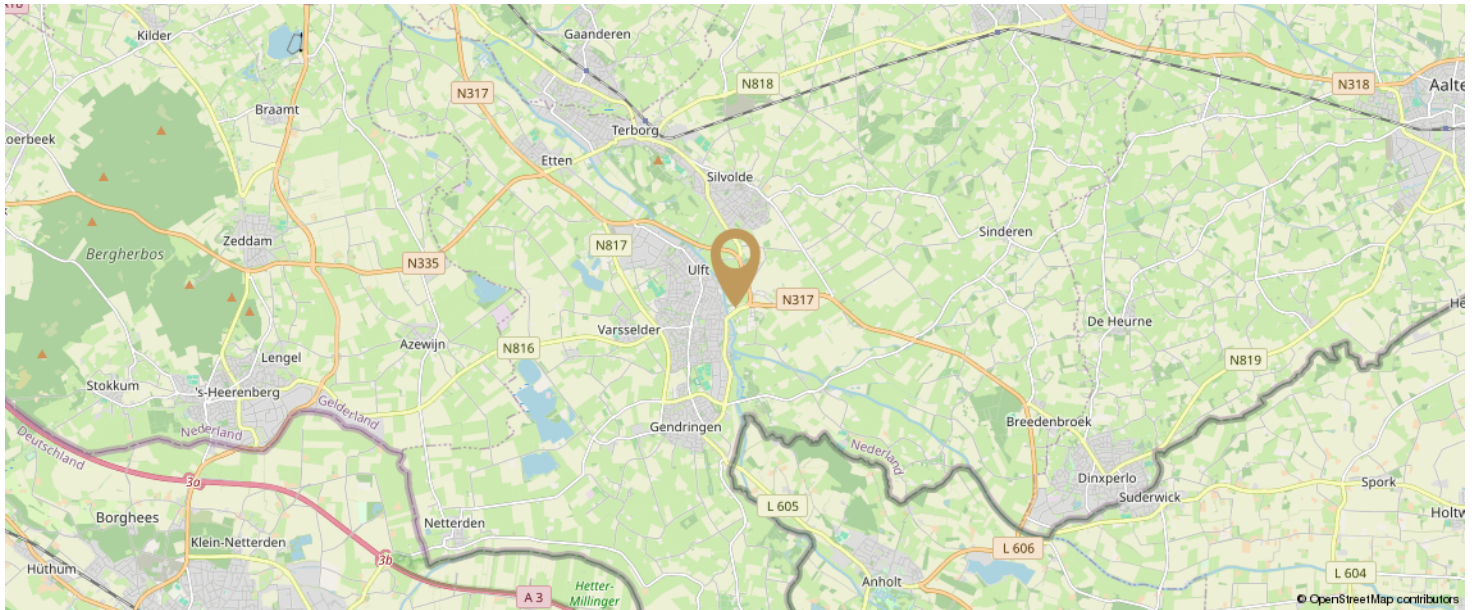 Kilder
Gaanderen
N818
N317
N318
Aalte
Braamt
Terborg
oerbeek
Etten
Silvolde
Zeddam
N817
Sinderen
Bergherbos
N335
Ulft
N317
De Heurne
Varsselder
Azewijn
N816
Lengel
N819
Stokkum
's-Heerenberg
Gelderland
Nederland
Deutschland
Gendringen
Breedenbroek
Nederland
3a
Dinxperlo
Suderwick
Spork
L 605
Borghees
Netterden
Holtw
Klein-Netterden
L 606
3b
Hüthum
Anholt
L 604
A 3
Hetter-
Millinger
© OpenStreetMap contributors